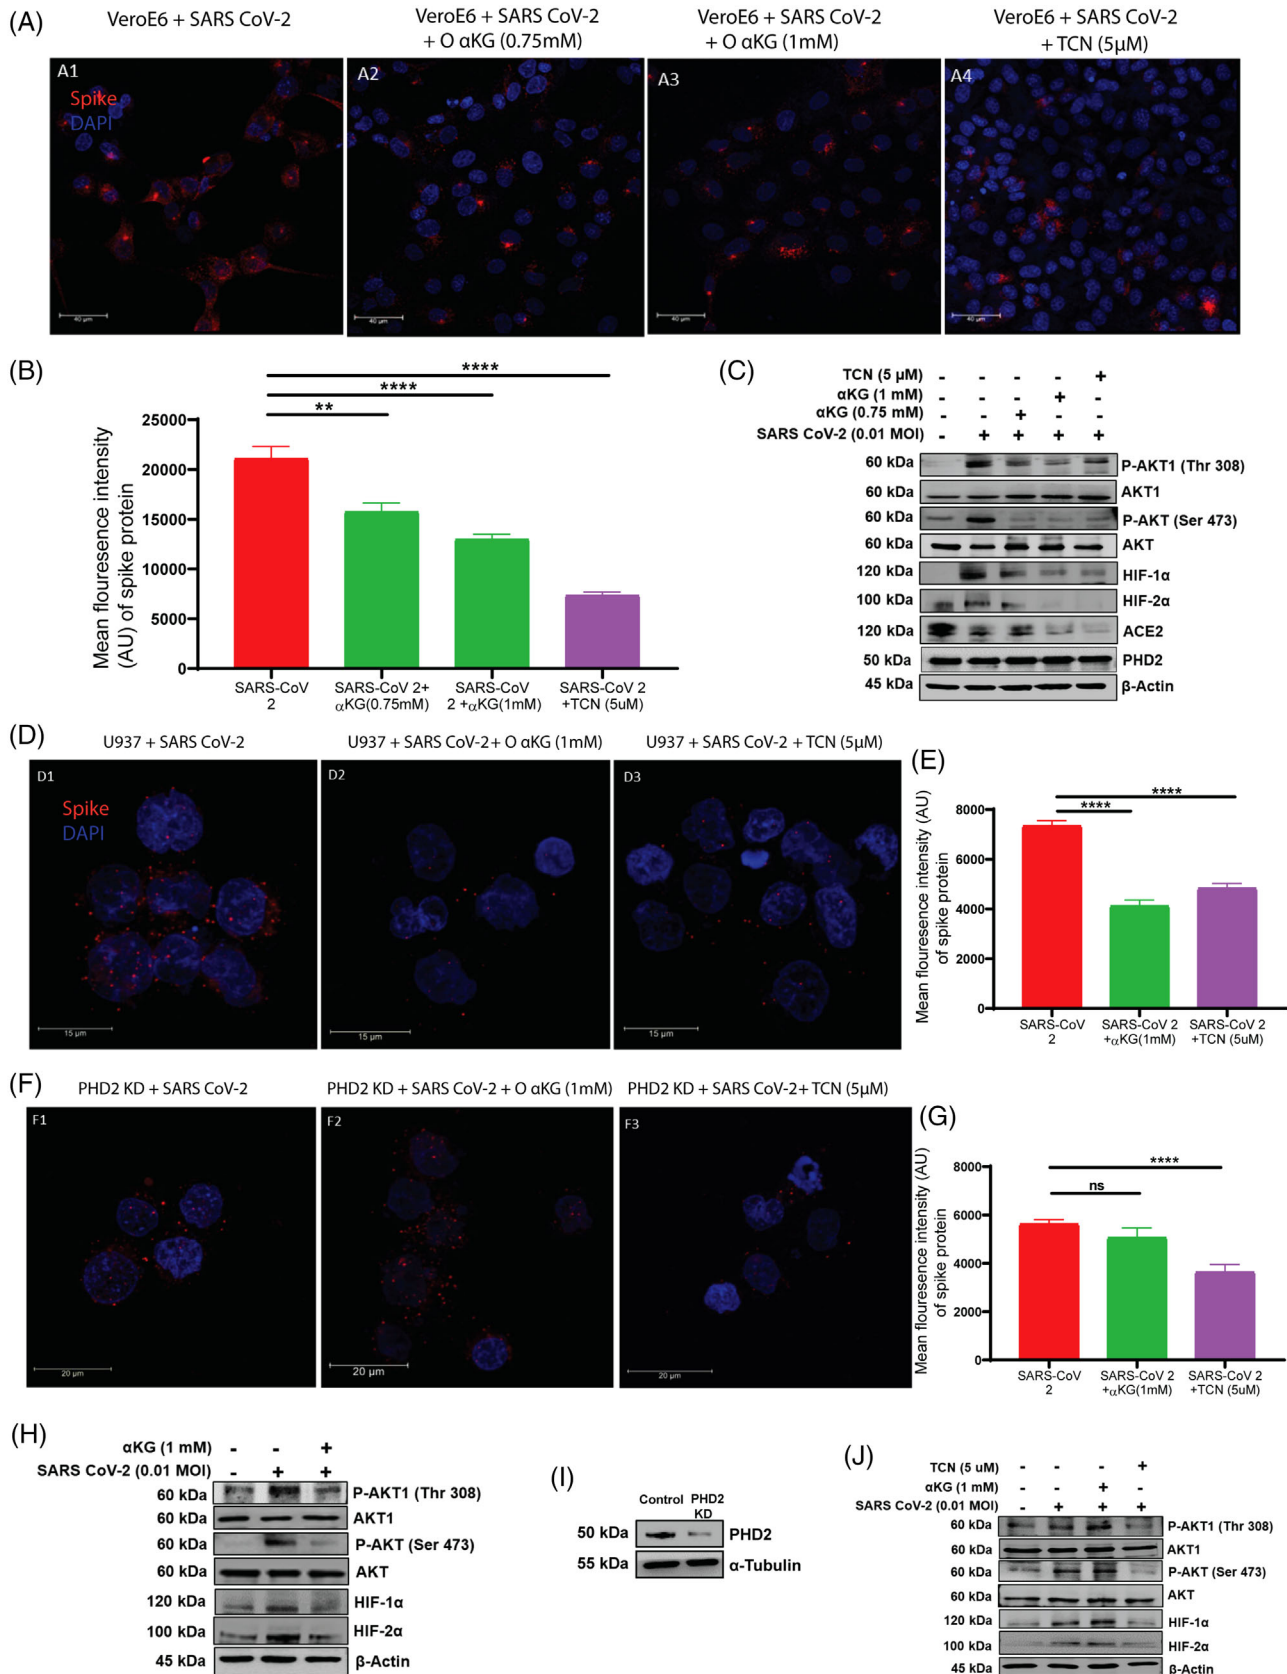 (A)
VeroE6 + SARS CoV-2
VeroE6 + SARS CoV-2
+ O αKG (0.75mM)
VeroE6 + SARS CoV-2
+ O αKG (1mM)
VeroE6 + SARS CoV-2
+ TCN (5μM)
A1
Spike
DAPI
40 μm
A2
40 μm
A3
40 μm
A4
40 μm
(B)
Mean flouresence intensity
(AU) of spike protein
25000
20000
15000
10000
5000
0
**
****
****
SARS-CoV
2
SARS-CoV 2+
αKG(0.75mM)
SARS-CoV
2 +αKG(1mM)
SARS-CoV 2
+TCN (5uM)
(C)
TCN (5 μM) - - - - +
αKG (1 mM) - - - + -
αKG (0.75 mM) - - + - -
SARS CoV-2 (0.01 MOI) - + + + +
60 kDa P-AKT1 (Thr 308)
60 kDa AKT1
60 kDa P-AKT (Ser 473)
60 kDa AKT
120 kDa HIF-1α
100 kDa HIF-2α
120 kDa ACE2
50 kDa PHD2
45 kDa β-Actin
(D)
U937 + SARS CoV-2
U937 + SARS CoV-2+ O αKG (1mM)
U937 + SARS CoV-2 + TCN (5μM)
D1
Spike
DAPI
15 μm
D2
15 μm
D3
15 μm
(E)
Mean flouresence intensity (AU)
of spike protein
8000
6000
4000
2000
0
****
****
SARS-CoV
2
SARS-CoV 2
+αKG(1mM)
SARS-CoV 2
+TCN (5uM)
(F)
PHD2 KD + SARS CoV-2
PHD2 KD + SARS CoV-2 + O αKG (1mM)
PHD2 KD + SARS CoV-2+ TCN (5μM)
F1
20 μm
F2
20 μm
F3
20 μm
(G)
Mean flouresence intensity (AU)
of spike protein
8000
6000
4000
2000
0
ns
****
SARS-CoV
2
SARS-CoV 2
+αKG(1mM)
SARS-CoV 2
+TCN (5uM)
(H)
αKG (1 mM) - - +
SARS CoV-2 (0.01 MOI) - + +
60 kDa P-AKT1 (Thr 308)
60 kDa AKT1
60 kDa P-AKT (Ser 473)
60 kDa AKT
120 kDa HIF-1α
100 kDa HIF-2α
45 kDa β-Actin
(I)
Control PHD2
KD
50 kDa PHD2
55 kDa α-Tubulin
(J)
TCN (5 uM) - - - +
αKG (1 mM) - - + -
SARS CoV-2 (0.01 MOI) - + + +
60 kDa P-AKT1 (Thr 308)
60 kDa AKT1
60 kDa P-AKT (Ser 473)
60 kDa AKT
120 kDa HIF-1α
100 kDa HIF-2α
45 kDa β-Actin